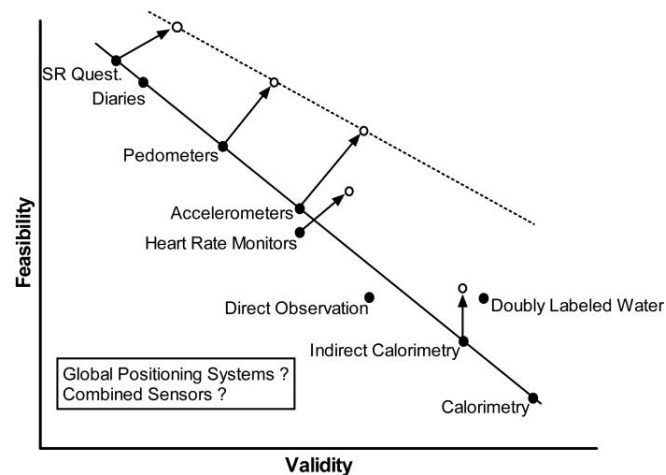 SR Quest.
Diaries
Pedometers
Accelerometers
Heart Rate Monitors
Direct Observation
Doubly Labeled Water
Indirect Calorimetry
Global Positioning Systems ?
Combined Sensors ?
Calorimetry
Feasibility
Validity